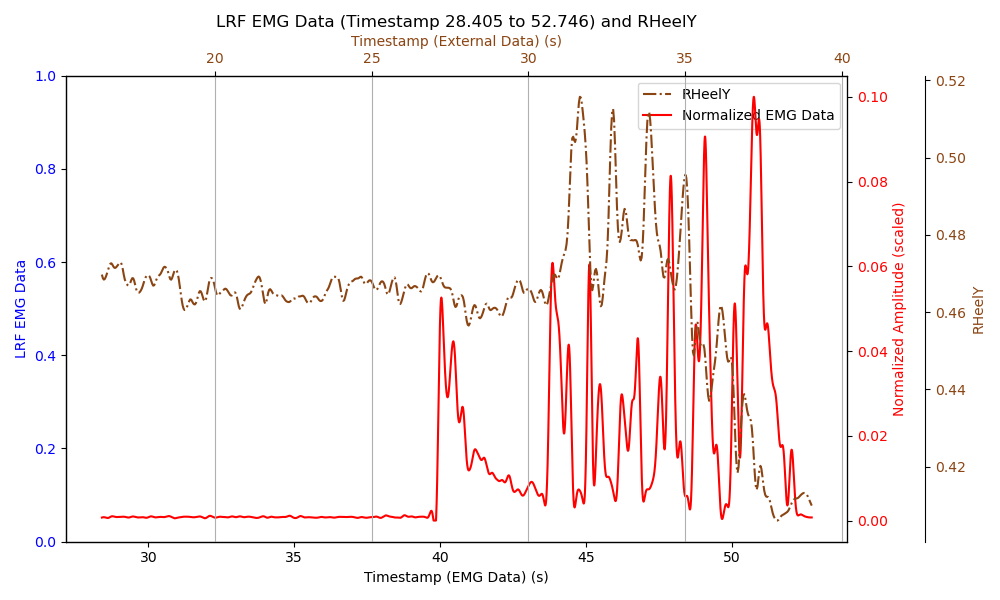 LRF EMG Data (Timestamp 28.405 to 52.746) and RHeelY
Timestamp (External Data) (s)
20 25 30 35 40
1.0
0.8
0.6
0.4
0.2
0.0
LRF EMG Data
RHeelY
Normalized EMG Data
0.10
0.08
0.06
0.04
0.02
0.00
Normalized Amplitude (scaled)
0.52
0.50
0.48
0.46
0.44
0.42
RHeelY
30 35 40 45 50
Timestamp (EMG Data) (s)